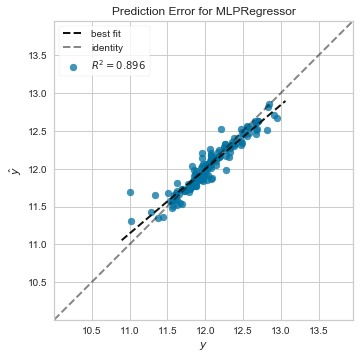 Prediction Error for MLPRegressor
best fit
identity
R² = 0.896
13.5
13.0
12.5
12.0
11.5
11.0
10.5
ŷ
10.5 11.0 11.5 12.0 12.5 13.0 13.5
y